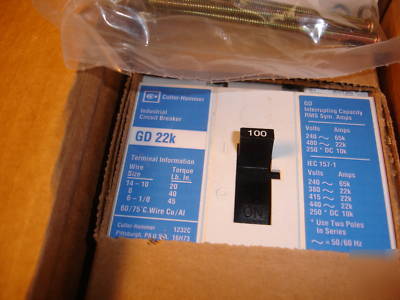 Cutler-Hammer
Industrial
Circuit Breaker
GD 22k
Terminal Information
Wire Torque
Size Lb. In.
14-10 20
8 40
6-1/0 45
60/75°C Wire Cu/Al
Cutler-Hammer 1232C
Pittsburgh, PA U.S.A. 16H73
100
ON
GD
Interrupting Capacity
RMS Sym. Amps
Volts Amps
240 ~ 65k
480 ~ 22k
250 * DC 10k
IEC 157-1
Volts Amps
240 ~ 65k
380 ~ 22k
415 ~ 22k
440 ~ 22k
250 * DC 10k
* Use Two Poles
In Series
~ = 50/60 Hz